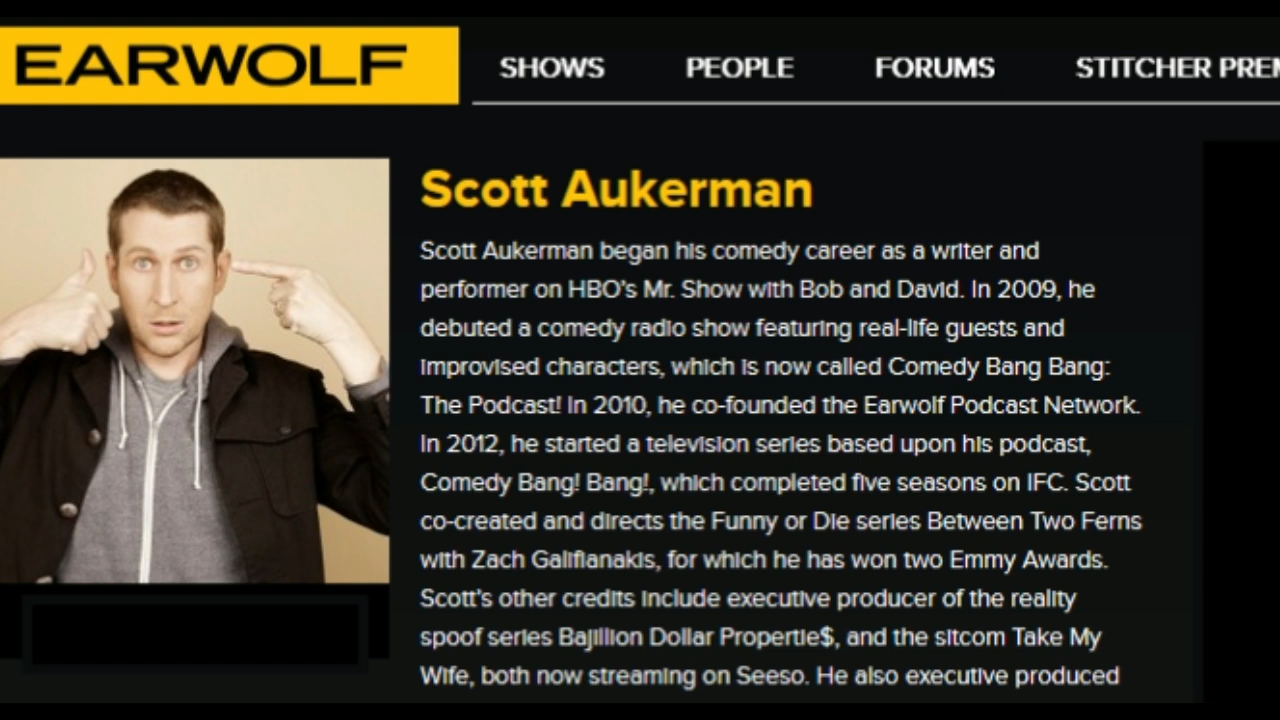 EARWOLF
SHOWS PEOPLE FORUMS STITCHER
Scott Aukerman
Scott Aukerman began his comedy career as a writer and
performer on HBO's Mr. Show with Bob and David. In 2009, he
debuted a comedy radio show featuring real-life guests and
improvised characters, which is now called Comedy Bang Bang:
The Podcast! In 2010, he co-founded the Earwolf Podcast Network.
In 2012, he started a television series based upon his podcast,
Comedy Bang! Bang!, which completed five seasons on IFC. Scott
co-created and directs the Funny or Die series Between Two Ferns
with Zach Galifianakis, for which he has won two Emmy Awards.
Scott's other credits include executive producer of the reality
spoof series Bajillion Dollar Propertie$, and the sitcom Take My
Wife, both now streaming on Seeso. He also executive produced